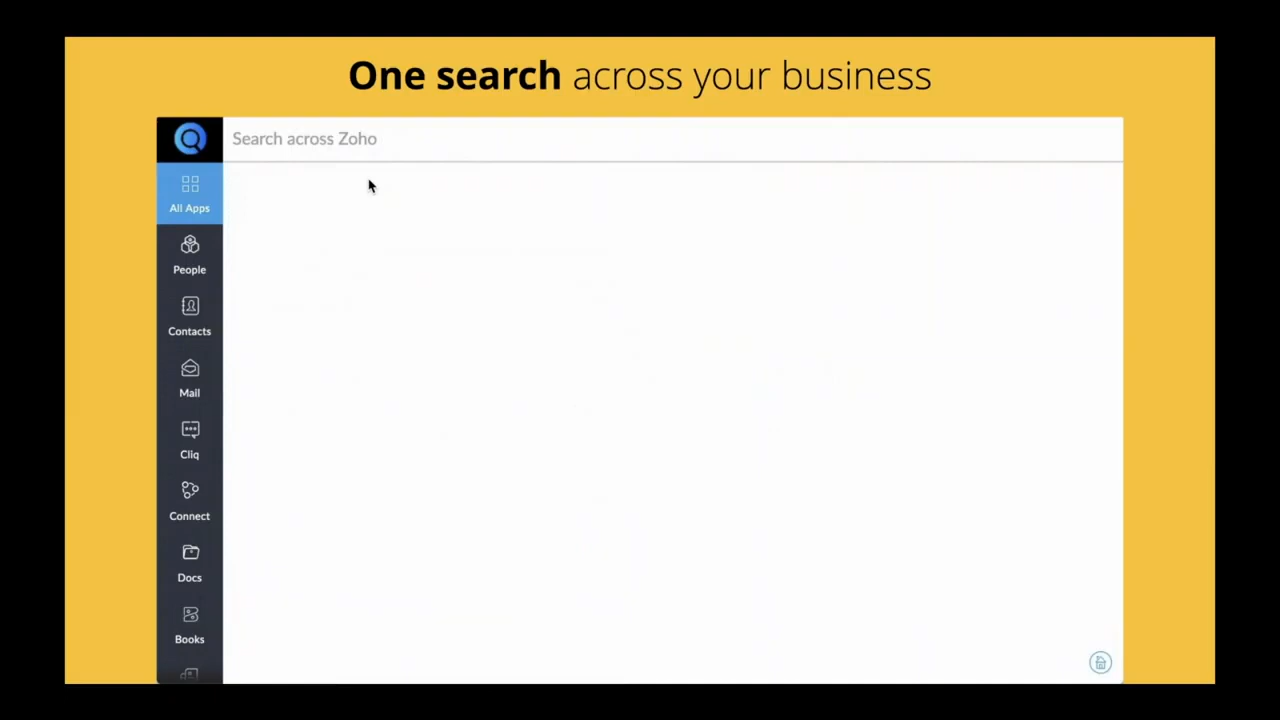 One search across your business
Search across Zoho
All Apps
People
Contacts
Mail
Cliq
Connect
Docs
Books